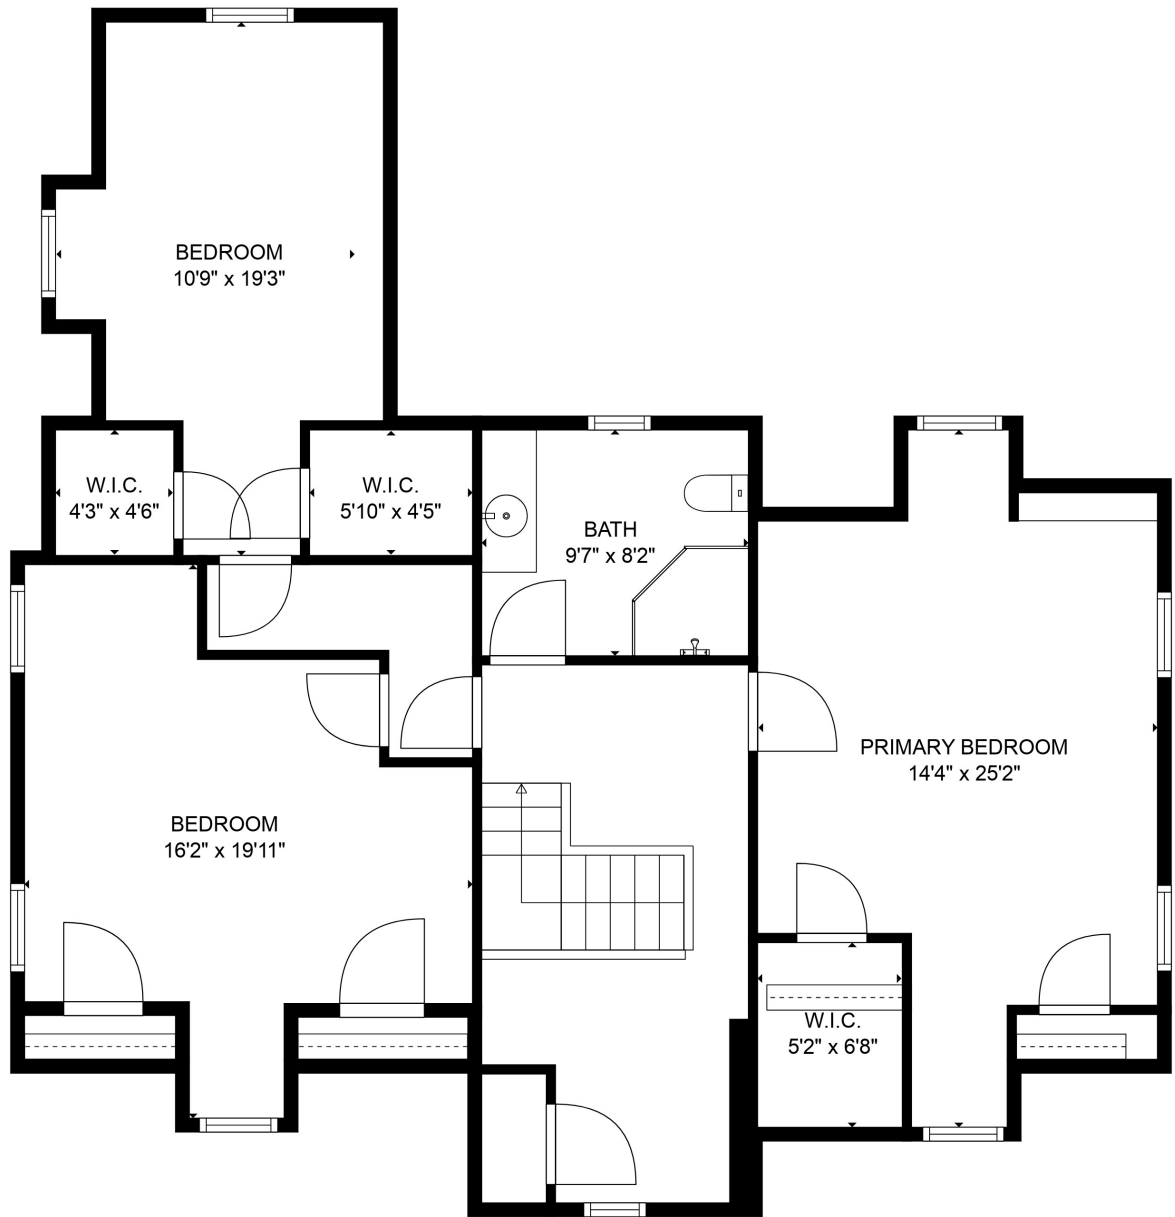 BEDROOM
10'9" x 19'3"
W.I.C.
4'3" x 4'6"
W.I.C.
5'10" x 4'5"
BATH
9'7" x 8'2"
PRIMARY BEDROOM
14'4" x 25'2"
BEDROOM
16'2" x 19'11"
W.I.C.
5'2" x 6'8"